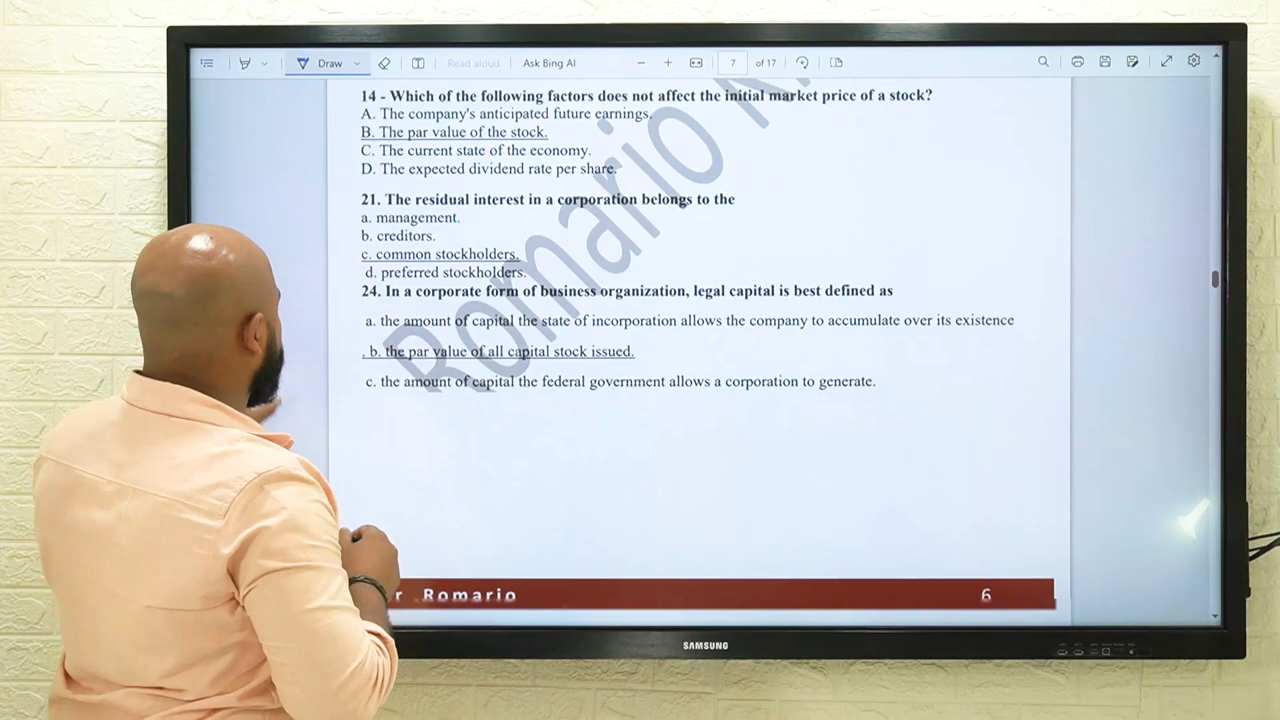 Draw
Read aloud
Ask Bing AI
7
of 17
14 - Which of the following factors does not affect the initial market price of a stock?
A. The company's anticipated future earnings.
B. The par value of the stock.
C. The current state of the economy.
D. The expected dividend rate per share.
21. The residual interest in a corporation belongs to the
a. management.
b. creditors.
c. common stockholders.
d. preferred stockholders.
24. In a corporate form of business organization, legal capital is best defined as
a. the amount of capital the state of incorporation allows the company to accumulate over its existence
. b. the par value of all capital stock issued.
c. the amount of capital the federal government allows a corporation to generate.
Romario
r Romario
6
SAMSUNG